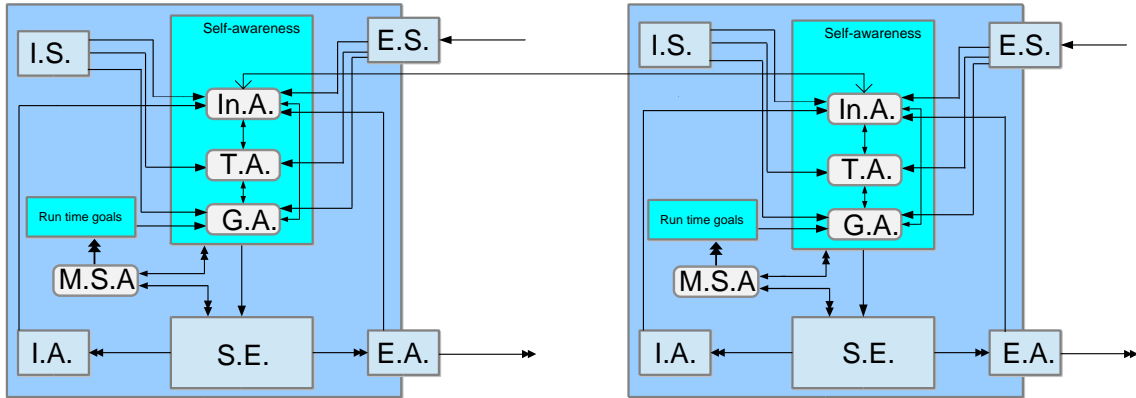 Self-awareness
I.S.
E.S.
In.A.
T.A.
G.A.
Run time goals
M.S.A
I.A.
S.E.
E.A.
Self-awareness
I.S.
E.S.
In.A.
T.A.
G.A.
Run time goals
M.S.A
I.A.
S.E.
E.A.